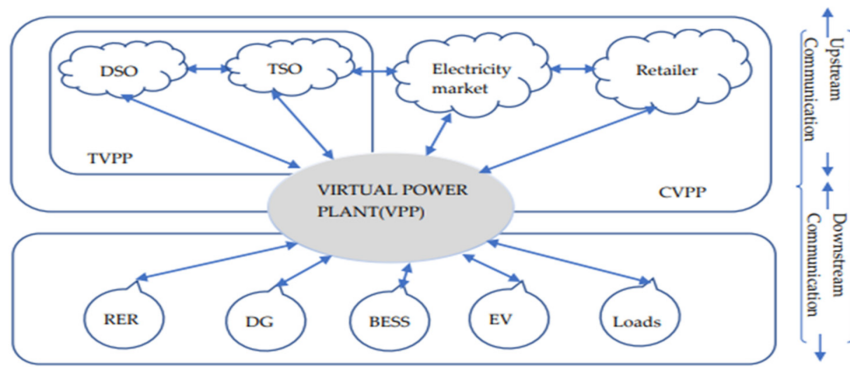 DSO
TSO
Electricity
market
Retailer
TVPP
CVPP
VIRTUAL POWER
PLANT(VPP)
RER
DG
BESS
EV
Loads
Upstream
Communication
Downstream
Communication